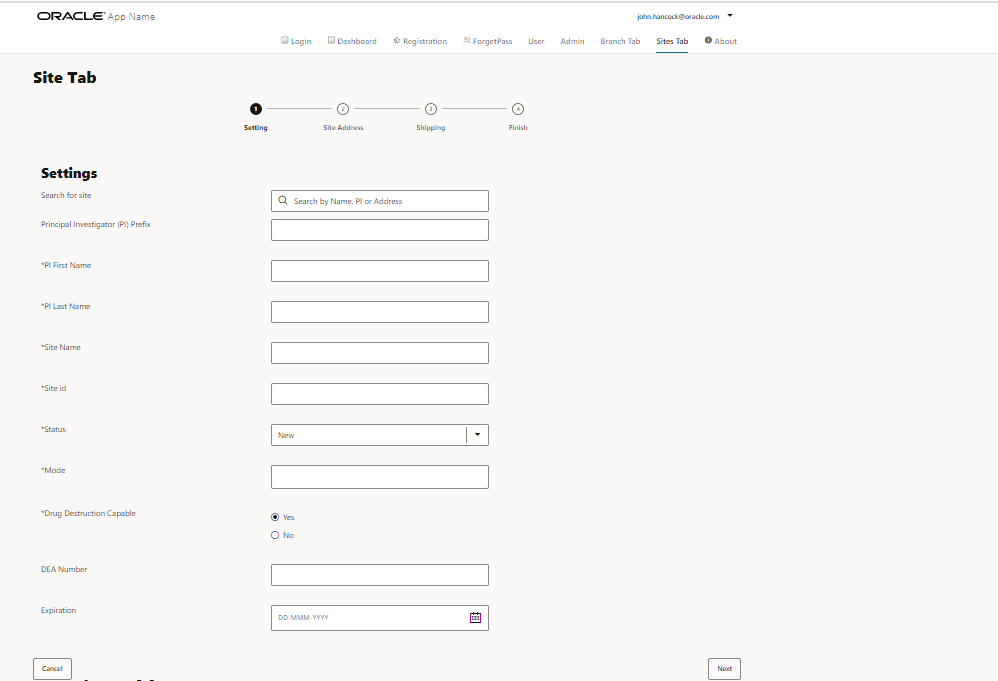 ORACLE® App Name
john.hancock@oracle.com
Login Dashboard Registration ForgetPass User Admin Branch Tab Sites Tab About
Site Tab
1 2 3 4
Setting Site Address Shipping Finish
Settings
Search for site
Search by Name, PI or Address
Principal Investigator (PI) Prefix
*PI First Name
*PI Last Name
*Site Name
*Site id
*Status
New
*Mode
*Drug Destruction Capable
Yes
No
DEA Number
Expiration
DD-MMM-YYYY
Cancel Next